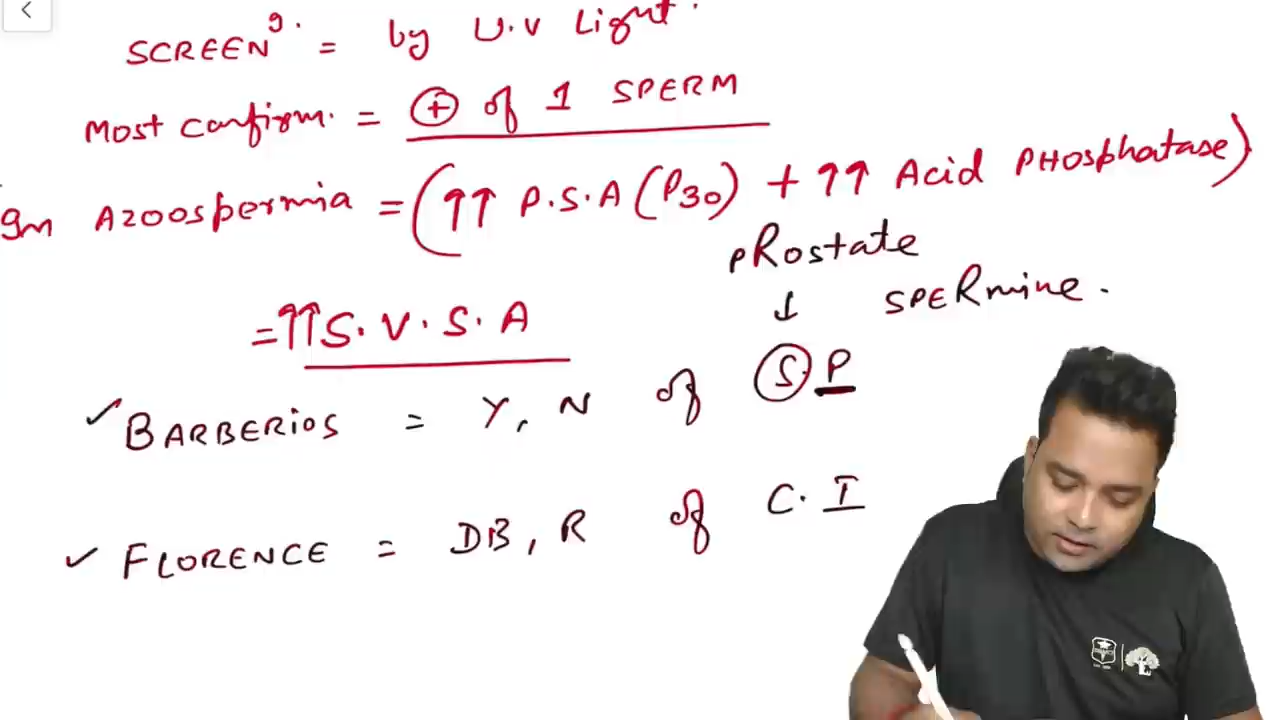 SCREENg. = by U.V Light.
Most Confirm. = + of 1 SPERM
In Azoospermia = (↑↑ P.S.A (P30) + ↑↑ Acid PHosphatase)
pRostate
↓ SPERmine.
= ↑↑ S.V.S.A
✓ BARBERiOS = Y, N of S.P
✓ FLORENCE = DB, R of C.I